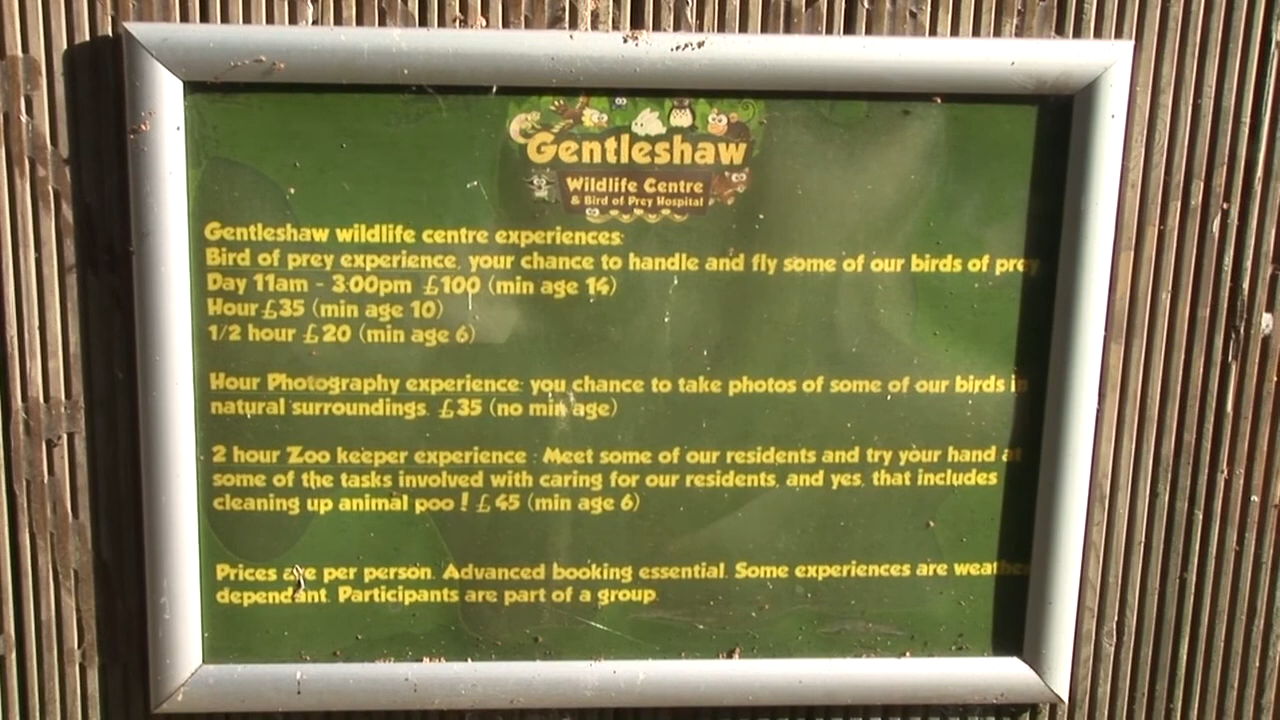 Gentleshaw
Wildlife Centre
& Bird of Prey Hospital
Gentleshaw wildlife centre experiences:
Bird of prey experience, your chance to handle and fly some of our birds of prey
Day 11am - 3:00pm £100 (min age 14)
Hour £35 (min age 10)
1/2 hour £20 (min age 6)
Hour Photography experience: you chance to take photos of some of our birds in
natural surroundings. £35 (no min age)
2 hour Zoo keeper experience : Meet some of our residents and try your hand at
some of the tasks involved with caring for our residents, and yes, that includes
cleaning up animal poo ! £45 (min age 6)
Prices are per person. Advanced booking essential. Some experiences are weather
dependant. Participants are part of a group.